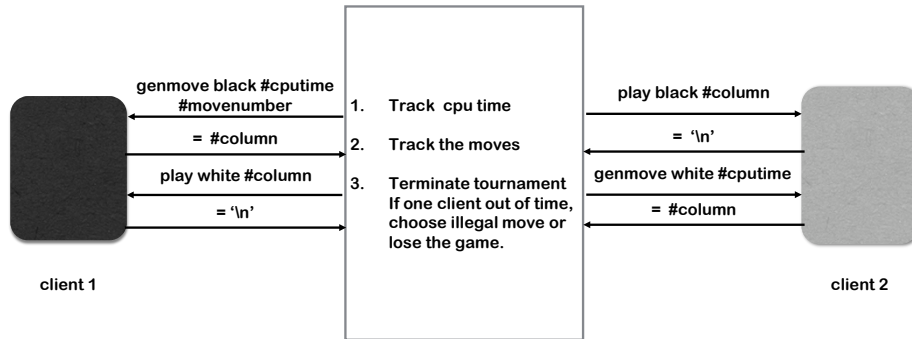 genmove black #cputime
#movenumber
= #column
play white #column
= ‘\n’
client 1
1. Track cpu time
2. Track the moves
3. Terminate tournament
If one client out of time,
choose illegal move or
lose the game.
play black #column
= ‘\n’
genmove white #cputime
= #column
client 2